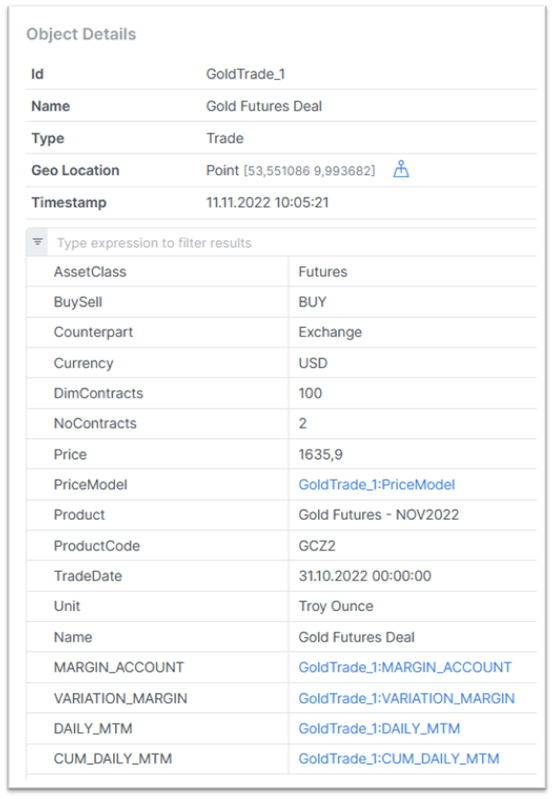 Object Details
Id GoldTrade_1
Name Gold Futures Deal
Type Trade
Geo Location Point [53,551086 9,993682]
Timestamp 11.11.2022 10:05:21
Type expression to filter results
AssetClass Futures
BuySell BUY
Counterpart Exchange
Currency USD
DimContracts 100
NoContracts 2
Price 1635,9
PriceModel GoldTrade_1:PriceModel
Product Gold Futures - NOV2022
ProductCode GCZ2
TradeDate 31.10.2022 00:00:00
Unit Troy Ounce
Name Gold Futures Deal
MARGIN_ACCOUNT GoldTrade_1:MARGIN_ACCOUNT
VARIATION_MARGIN GoldTrade_1:VARIATION_MARGIN
DAILY_MTM GoldTrade_1:DAILY_MTM
CUM_DAILY_MTM GoldTrade_1:CUM_DAILY_MTM